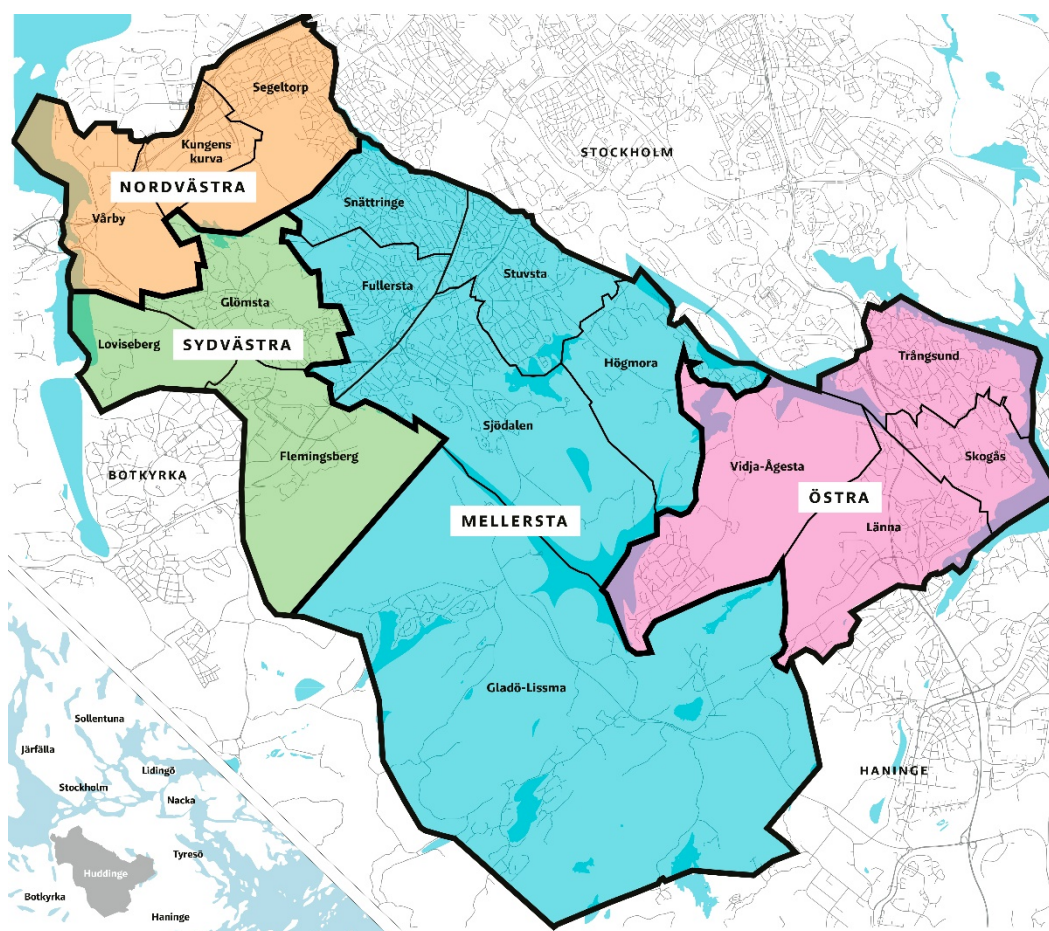 Segeltorp
Kungens
kurva
STOCKHOLM
NORDVÄSTRA
Snättringe
Vårby
Stuvsta
Fullersta
Glömsta
Loviseberg
SYDVÄSTRA
Högmora
Trångsund
Sjödalen
Flemingsberg
Vidja-Ågesta
Skogås
BOTKYRKA
ÖSTRA
MELLERSTA
Länna
Gladö-Lissma
HANINGE
Sollentuna
Järfälla
Lidingö
Stockholm
Nacka
Tyresö
Huddinge
Botkyrka
Haninge